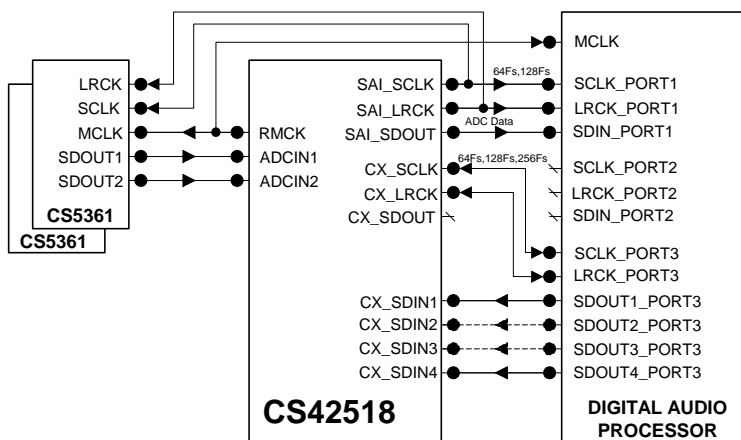 LRCK
SCLK
MCLK
SDOUT1
SDOUT2
CS5361
CS5361
RMCK
ADCIN1
ADCIN2
SAI_SCLK
SAI_LRCK
SAI_SDOUT
CX_SCLK
CX_LRCK
CX_SDOUT
CX_SDIN1
CX_SDIN2
CX_SDIN3
CX_SDIN4
CS42518
64Fs,128Fs
ADC Data
64Fs,128Fs,256Fs
MCLK
SCLK_PORT1
LRCK_PORT1
SDIN_PORT1
SCLK_PORT2
LRCK_PORT2
SDIN_PORT2
SCLK_PORT3
LRCK_PORT3
SDOUT1_PORT3
SDOUT2_PORT3
SDOUT3_PORT3
SDOUT4_PORT3
DIGITAL AUDIO
PROCESSOR